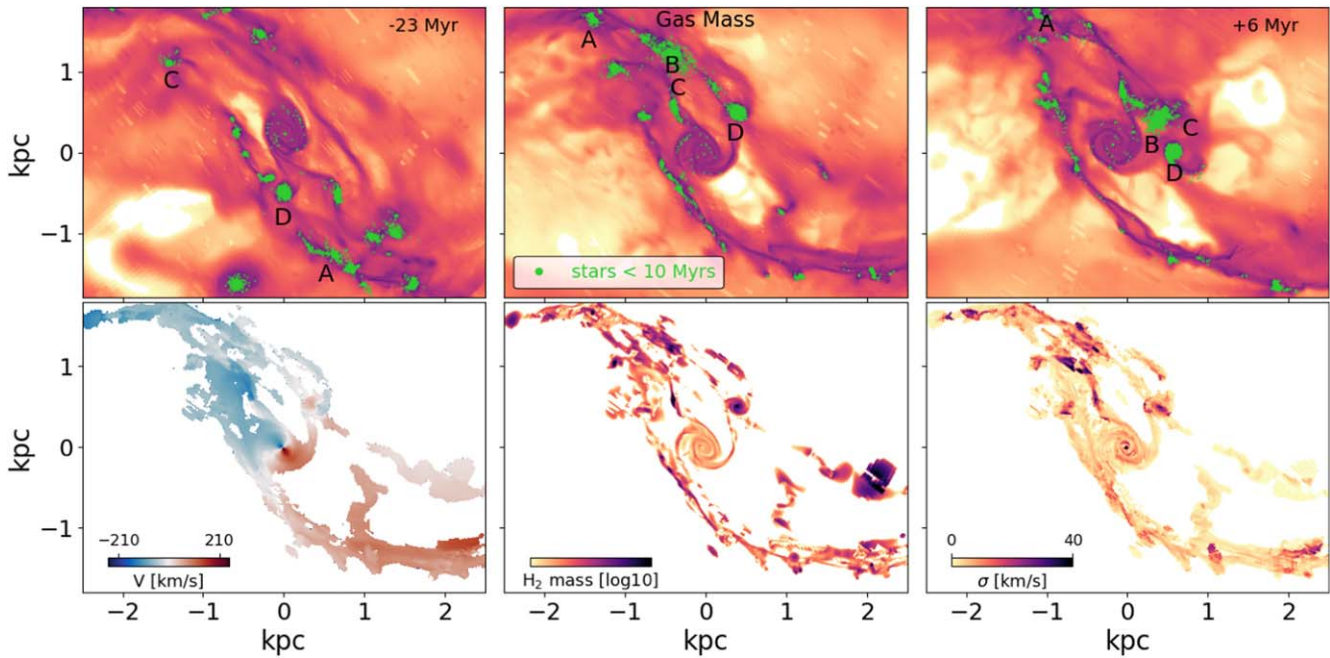 -23 Myr
Gas Mass
+6 Myr
kpc
1
0
−1
C
D
A
A
B
C
D
stars < 10 Myrs
A
C
B
D
kpc
1
0
−1
−210
210
V [km/s]
H₂ mass [log10]
0
40
σ [km/s]
−2
−1
0
1
2
−2
−1
0
1
2
−2
−1
0
1
2
kpc
kpc
kpc